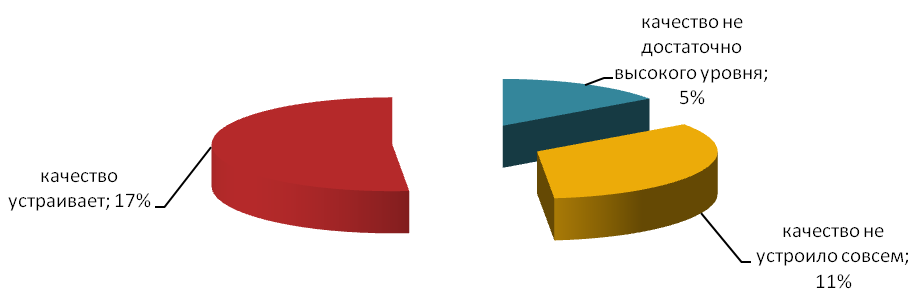 качество не
достаточно
высокого уровня;
5%
качество
устраивает; 17%
качество не
устроило совсем;
11%